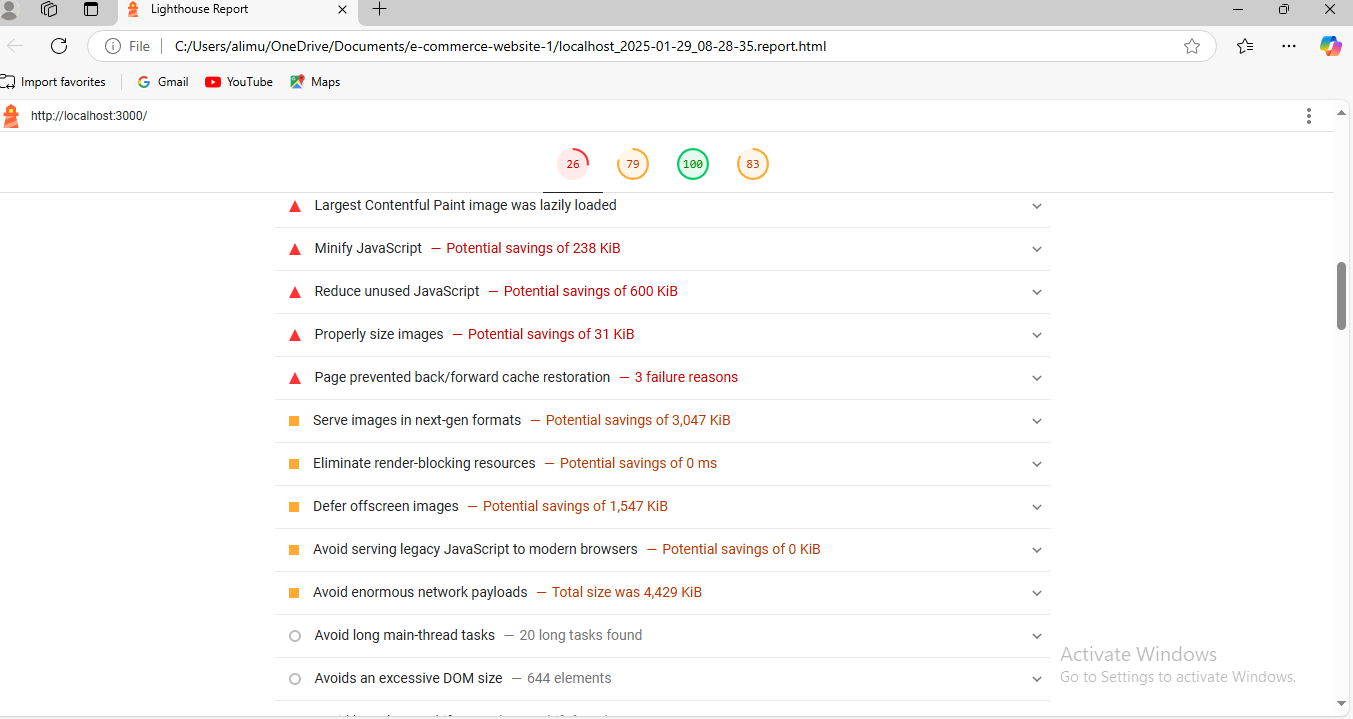 Lighthouse Report
File
C:/Users/alimu/OneDrive/Documents/e-commerce-website-1/localhost_2025-01-29_08-28-35.report.html
Import favorites
Gmail
YouTube
Maps
http://localhost:3000/
26
79
100
83
Largest Contentful Paint image was lazily loaded
Minify JavaScript — Potential savings of 238 KiB
Reduce unused JavaScript — Potential savings of 600 KiB
Properly size images — Potential savings of 31 KiB
Page prevented back/forward cache restoration — 3 failure reasons
Serve images in next-gen formats — Potential savings of 3,047 KiB
Eliminate render-blocking resources — Potential savings of 0 ms
Defer offscreen images — Potential savings of 1,547 KiB
Avoid serving legacy JavaScript to modern browsers — Potential savings of 0 KiB
Avoid enormous network payloads — Total size was 4,429 KiB
Avoid long main-thread tasks — 20 long tasks found
Avoids an excessive DOM size — 644 elements
Activate Windows
Go to Settings to activate Windows.